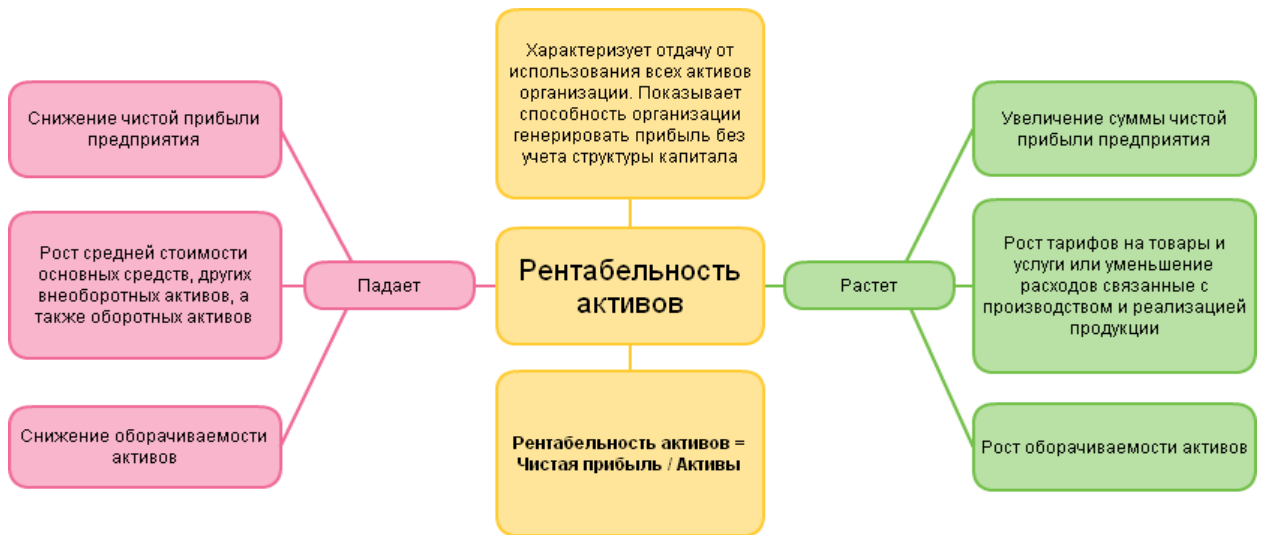 Характеризует отдачу от
использования всех активов
организации. Показывает
способность организации
генерировать прибыль без
учета структуры капитала
Снижение чистой прибыли
предприятия
Рост средней стоимости
основных средств, других
внеоборотных активов, а
также оборотных активов
Снижение оборачиваемости
активов
Падает
Рентабельность
активов
Рентабельность активов =
Чистая прибыль / Активы
Растет
Увеличение суммы чистой
прибыли предприятия
Рост тарифов на товары и
услуги или уменьшение
расходов связанные с
производством и реализацией
продукции
Рост оборачиваемости активов